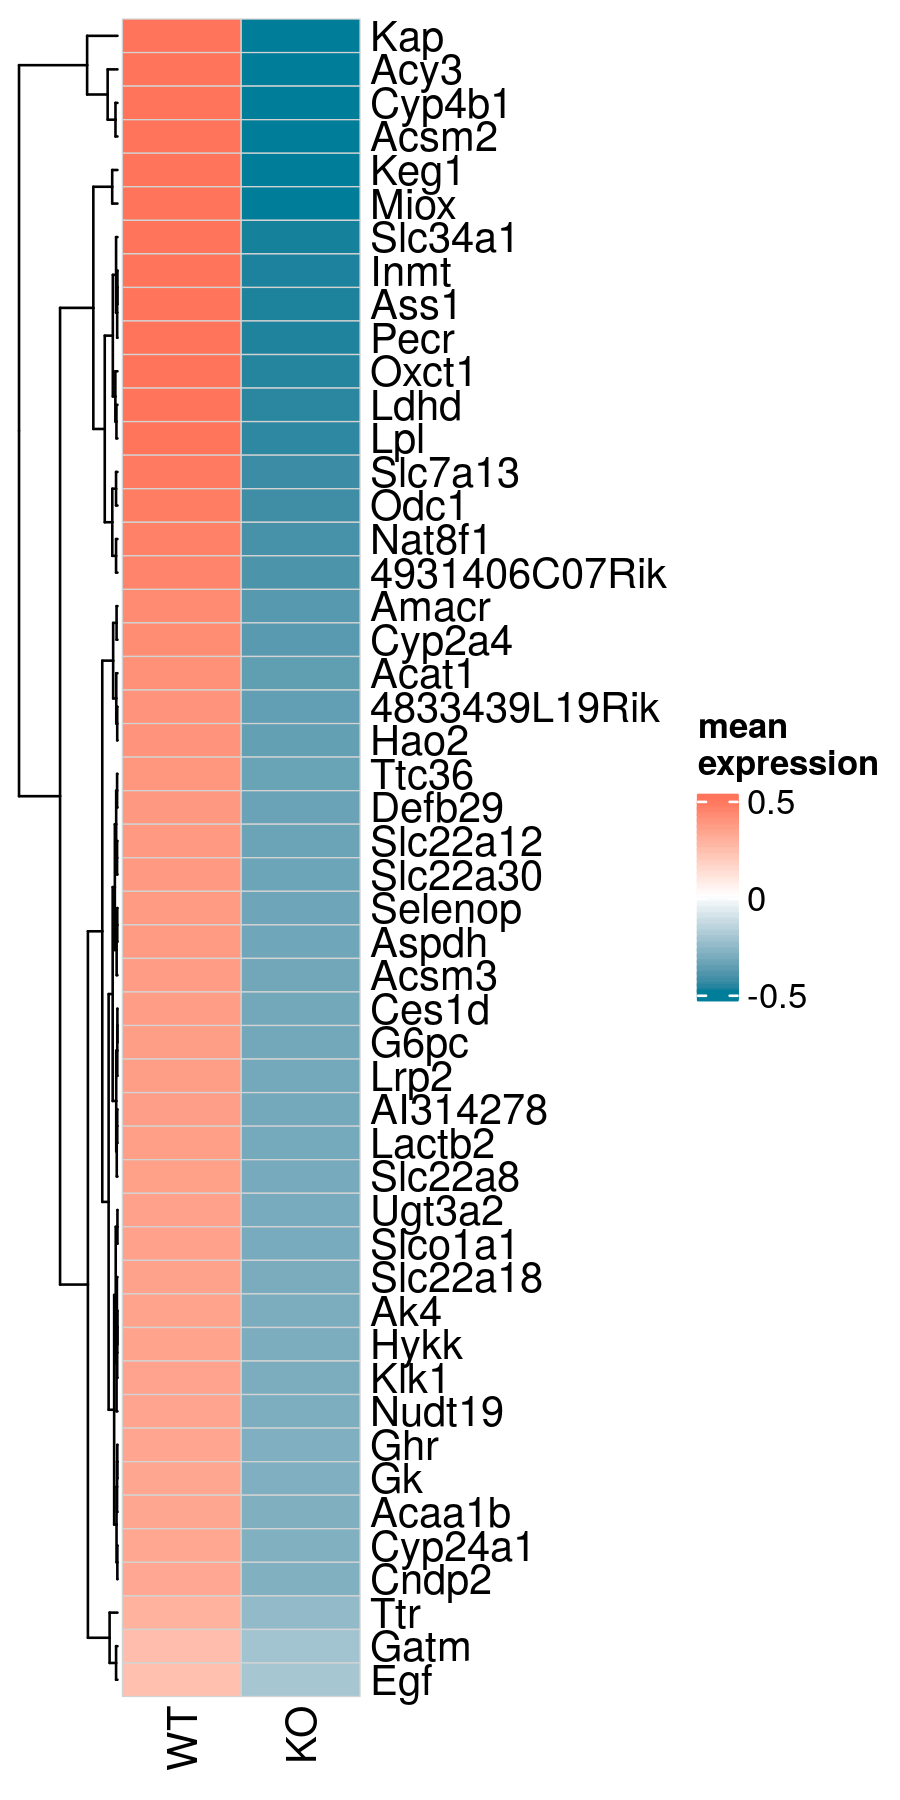 Kap
Acy3
Cyp4b1
Acsm2
Keg1
Miox
Slc34a1
Inmt
Ass1
Pecr
Oxct1
Ldhd
Lpl
Slc7a13
Odc1
Nat8f1
4931406C07Rik
Amacr
Cyp2a4
Acat1
4833439L19Rik
Hao2
Ttc36
Defb29
Slc22a12
Slc22a30
Selenop
Aspdh
Acsm3
Ces1d
G6pc
Lrp2
AI314278
Lactb2
Slc22a8
Ugt3a2
Slco1a1
Slc22a18
Ak4
Hykk
Klk1
Nudt19
Ghr
Gk
Acaa1b
Cyp24a1
Cndp2
Ttr
Gatm
Egf
WT
KO
mean
expression
0.5
0
-0.5